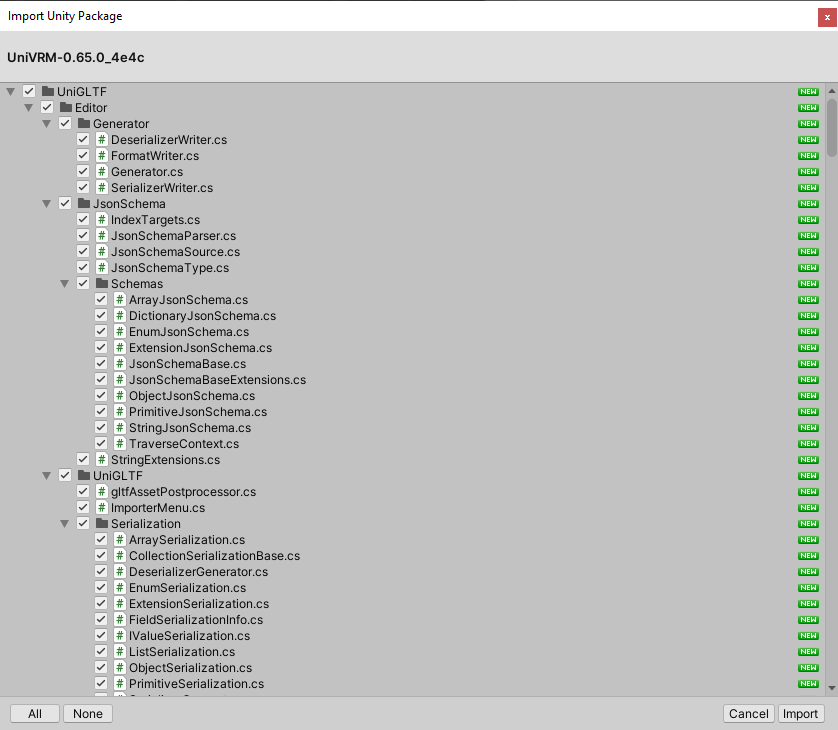 Import Unity Package
x
UniVRM-0.65.0_4e4c
UniGLTF NEW
Editor NEW
Generator NEW
DeserializerWriter.cs NEW
FormatWriter.cs NEW
Generator.cs NEW
SerializerWriter.cs NEW
JsonSchema NEW
IndexTargets.cs NEW
JsonSchemaParser.cs NEW
JsonSchemaSource.cs NEW
JsonSchemaType.cs NEW
Schemas NEW
ArrayJsonSchema.cs NEW
DictionaryJsonSchema.cs NEW
EnumJsonSchema.cs NEW
ExtensionJsonSchema.cs NEW
JsonSchemaBase.cs NEW
JsonSchemaBaseExtensions.cs NEW
ObjectJsonSchema.cs NEW
PrimitiveJsonSchema.cs NEW
StringJsonSchema.cs NEW
TraverseContext.cs NEW
StringExtensions.cs NEW
UniGLTF NEW
gltfAssetPostprocessor.cs NEW
ImporterMenu.cs NEW
Serialization NEW
ArraySerialization.cs NEW
CollectionSerializationBase.cs NEW
DeserializerGenerator.cs NEW
EnumSerialization.cs NEW
ExtensionSerialization.cs NEW
FieldSerializationInfo.cs NEW
IValueSerialization.cs NEW
ListSerialization.cs NEW
ObjectSerialization.cs NEW
PrimitiveSerialization.cs NEW
All None Cancel Import